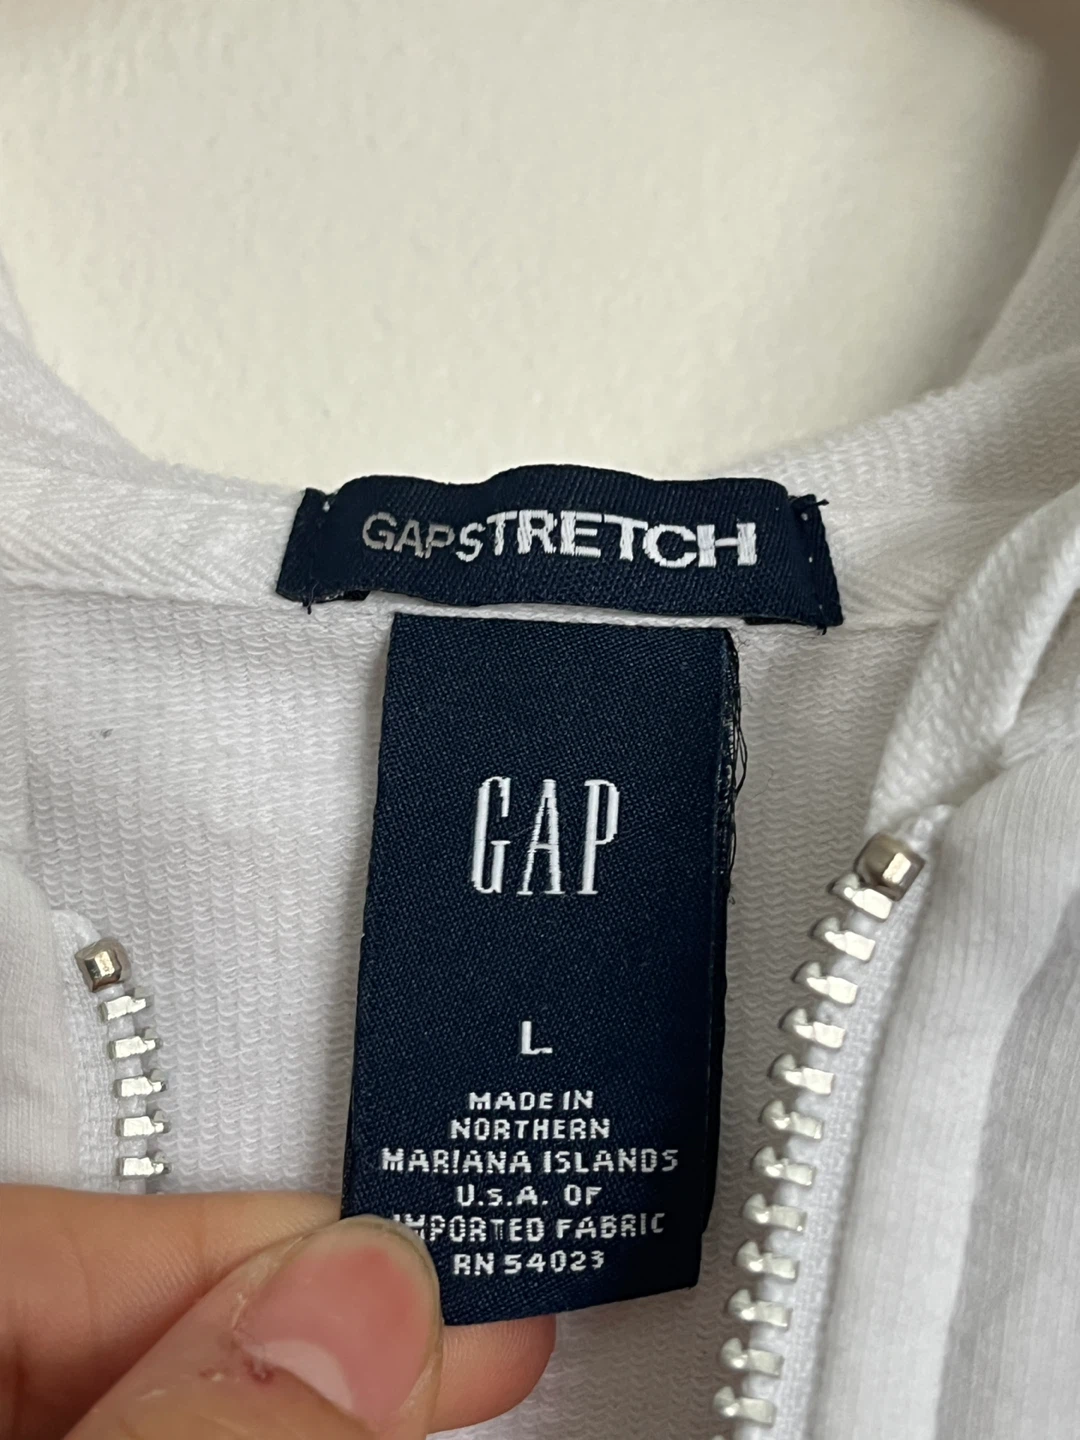 GAPSTRETCH
GAP
L
MADE IN
NORTHERN
MARIANA ISLANDS
U.S.A. OF
IMPORTED FABRIC
RN 54023